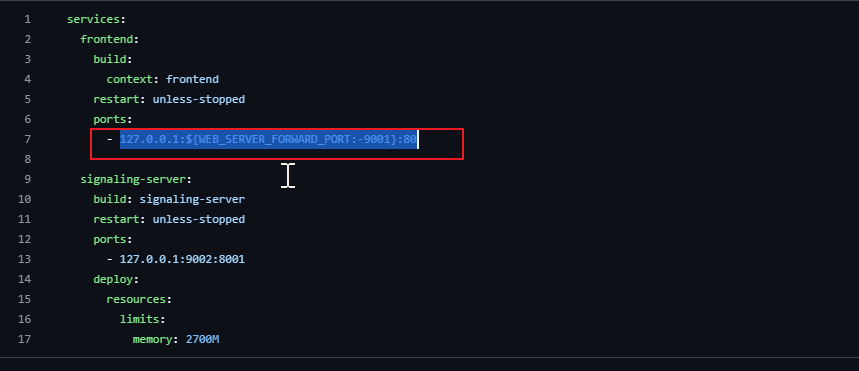 1 services:
2 frontend:
3 build:
4 context: frontend
5 restart: unless-stopped
6 ports:
7 - 127.0.0.1:${WEB_SERVER_FORWARD_PORT:-9001}:80
8
9 signaling-server:
10 build: signaling-server
11 restart: unless-stopped
12 ports:
13 - 127.0.0.1:9002:8001
14 deploy:
15 resources:
16 limits:
17 memory: 2700M